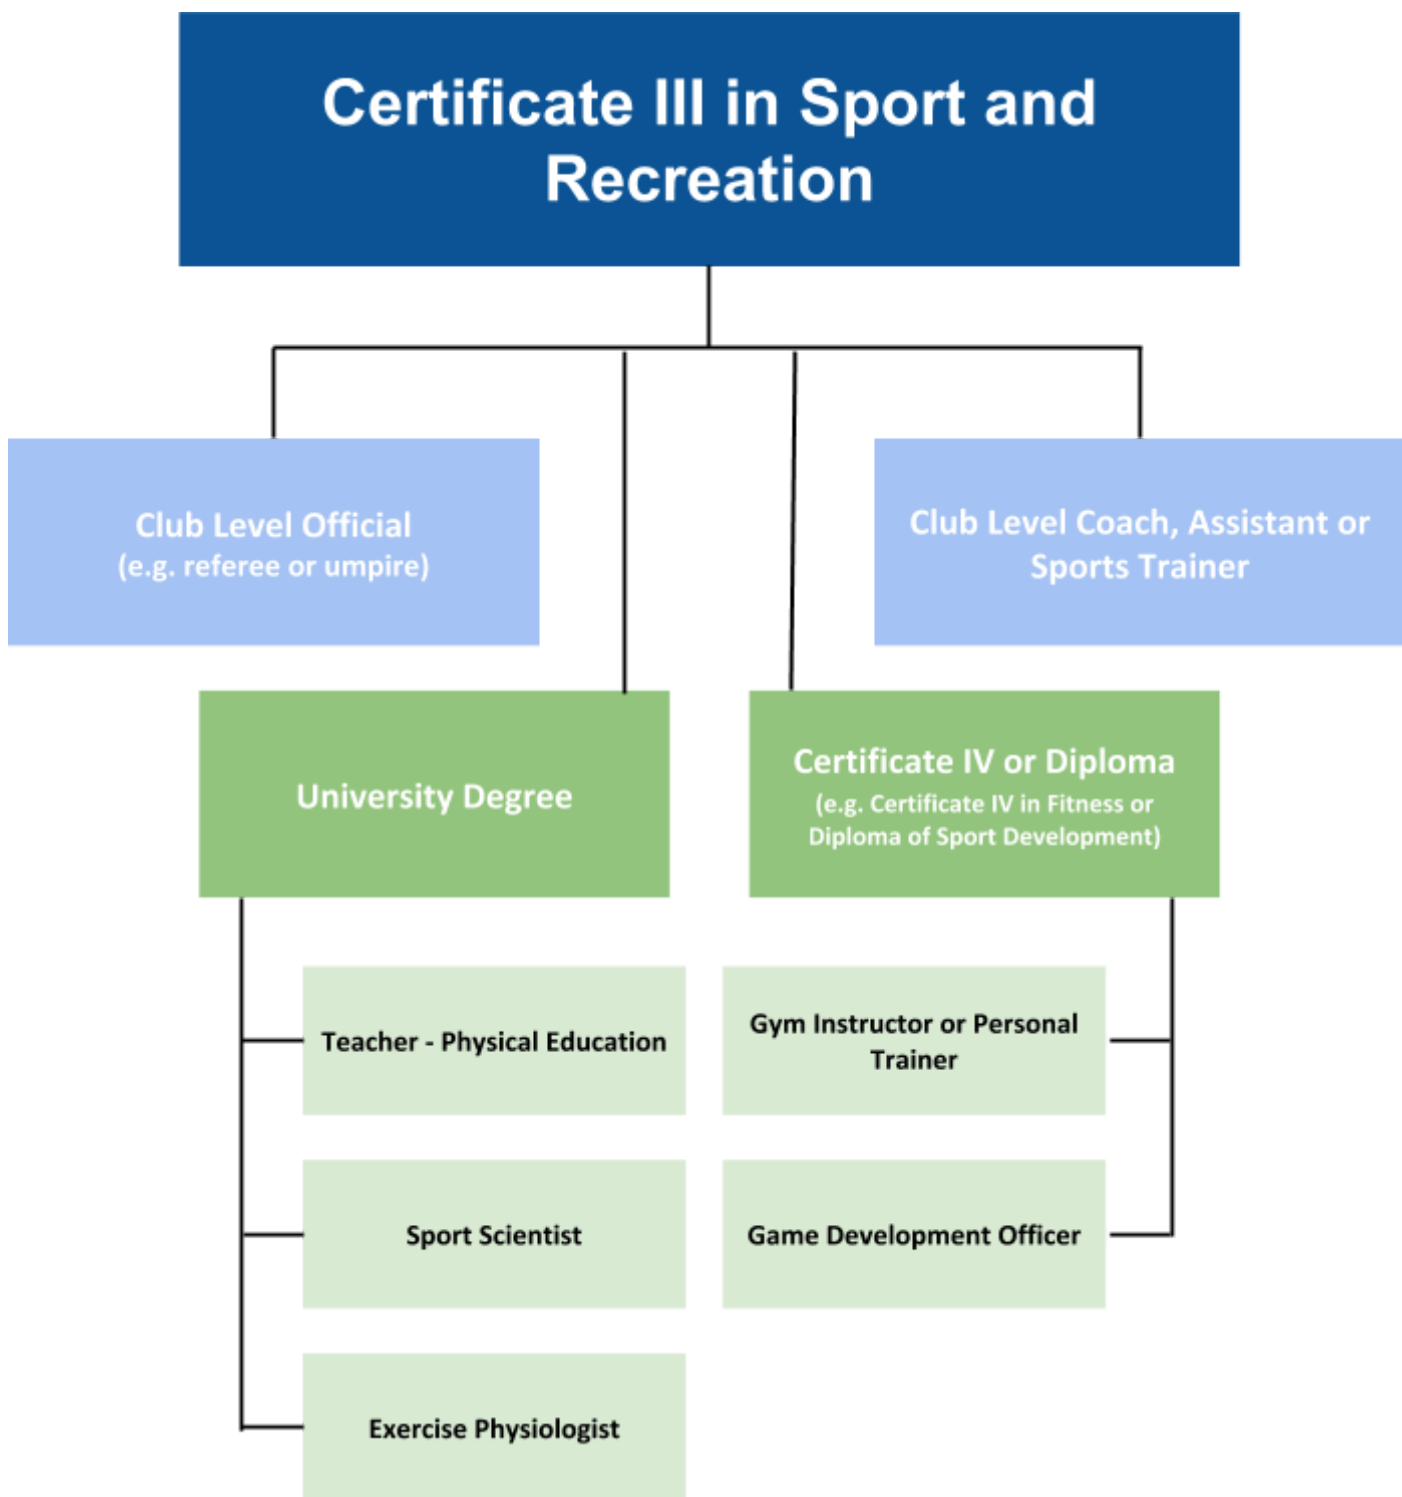 Certificate III in Sport and
Recreation
Club Level Official
(e.g. referee or umpire)
Club Level Coach, Assistant or
Sports Trainer
University Degree
Certificate IV or Diploma
(e.g. Certificate IV in Fitness or
Diploma of Sport Development)
Teacher - Physical Education
Gym Instructor or Personal
Trainer
Sport Scientist
Game Development Officer
Exercise Physiologist